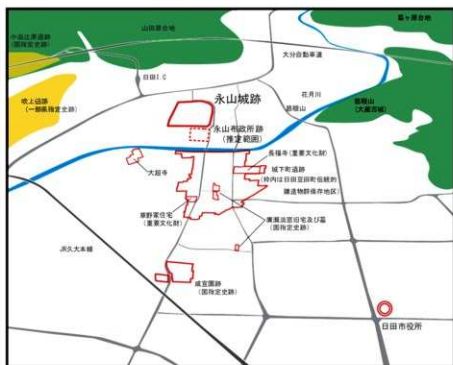 小迫辻原遺跡
(国指定史跡)
山田原台地
大分自動車道
日田I.C
花月川
吹上遺跡
(一部県指定史跡)
永山城跡
永山布政所跡
(推定範囲)
月隈山
慈眼山
(大蔵古城)
長福寺(重要文化財)
大超寺
城下町遺跡
(枠内は日田豆田町伝統的
建造物群保存地区)
草野家住宅
(重要文化財)
廣瀬淡窓旧宅及び墓
(国指定史跡)
JR久大本線
咸宜園跡
(国指定史跡)
日田市役所